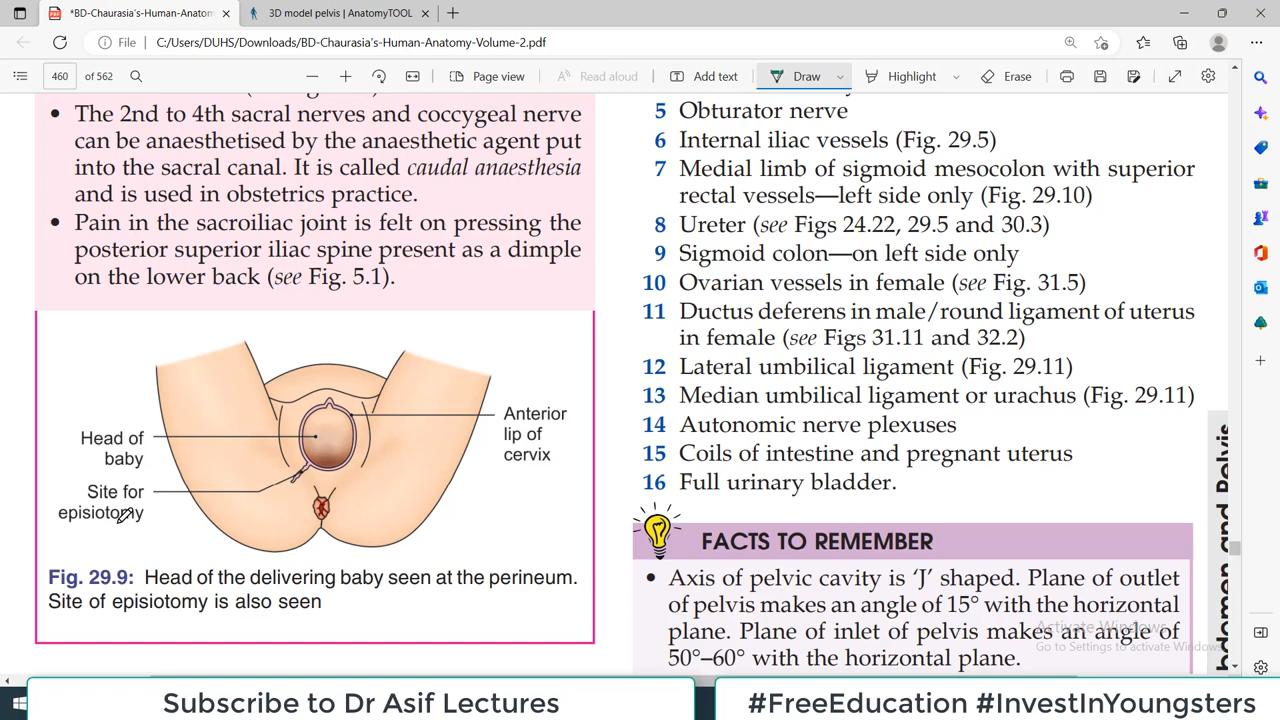 *BD-Chaurasia's-Human-Anatom
3D model pelvis | AnatomyTOOL
File
C:/Users/DUHS/Downloads/BD-Chaurasia's-Human-Anatomy-Volume-2.pdf
460 of 562
Page view
Read aloud
Add text
Draw
Highlight
Erase
• The 2nd to 4th sacral nerves and coccygeal nerve
can be anaesthetised by the anaesthetic agent put
into the sacral canal. It is called caudal anaesthesia
and is used in obstetrics practice.
• Pain in the sacroiliac joint is felt on pressing the
posterior superior iliac spine present as a dimple
on the lower back (see Fig. 5.1).
Head of
baby
Site for
episiotomy
Anterior
lip of
cervix
Fig. 29.9: Head of the delivering baby seen at the perineum.
Site of episiotomy is also seen
5 Obturator nerve
6 Internal iliac vessels (Fig. 29.5)
7 Medial limb of sigmoid mesocolon with superior
rectal vessels—left side only (Fig. 29.10)
8 Ureter (see Figs 24.22, 29.5 and 30.3)
9 Sigmoid colon—on left side only
10 Ovarian vessels in female (see Fig. 31.5)
11 Ductus deferens in male/round ligament of uterus
in female (see Figs 31.11 and 32.2)
12 Lateral umbilical ligament (Fig. 29.11)
13 Median umbilical ligament or urachus (Fig. 29.11)
14 Autonomic nerve plexuses
15 Coils of intestine and pregnant uterus
16 Full urinary bladder.
FACTS TO REMEMBER
• Axis of pelvic cavity is 'J' shaped. Plane of outlet
of pelvis makes an angle of 15° with the horizontal
plane. Plane of inlet of pelvis makes an angle of
50°–60° with the horizontal plane.
bdomen and Pelvis
Activate Windows
Go to Settings to activate Windows
Subscribe to Dr Asif Lectures
#FreeEducation #InvestInYoungsters